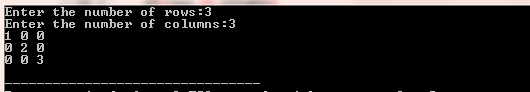 Enter the number of rows:3
Enter the number of columns:3
1 0 0
0 2 0
0 0 3
--------------------------------